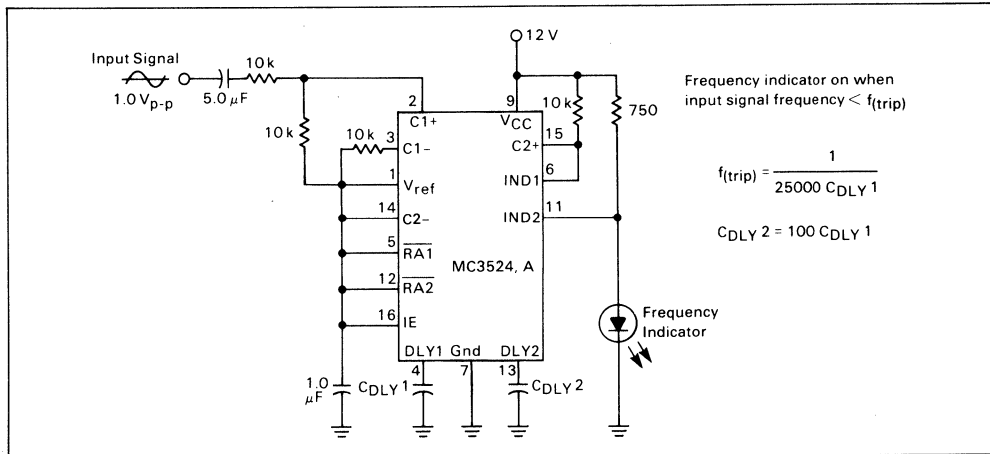 Input Signal
1.0 Vp-p
5.0 μF
10k
10k
10k
12 V
10k
750
2
C1+
3
C1−
1
Vref
14
C2−
5
RA1
12
RA2
16
IE
9
VCC
15
C2+
6
IND1
11
IND2
MC3524, A
DLY1
Gnd
DLY2
4
7
13
1.0
μF
CDLY 1
CDLY 2
Frequency
Indicator
Frequency indicator on when
input signal frequency < f(trip)
f(trip) = 1
25000 CDLY 1
CDLY 2 = 100 CDLY 1